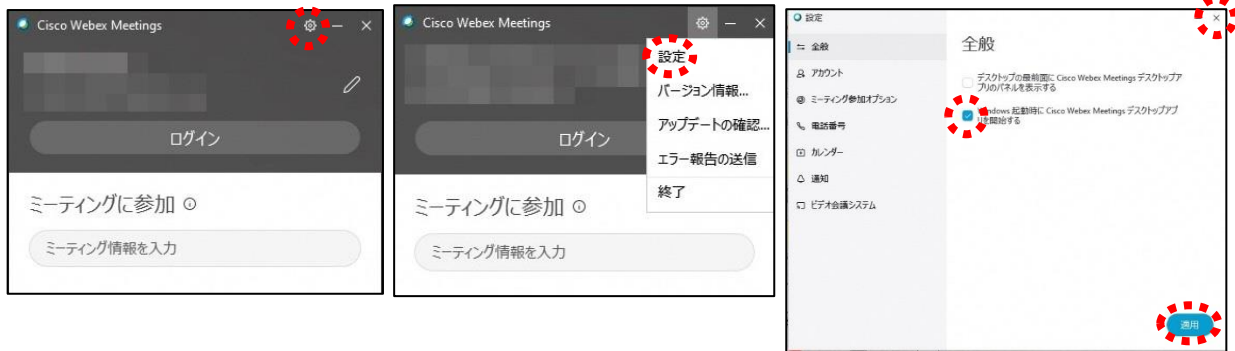 Cisco Webex Meetings
ログイン
ミーティングに参加
ミーティング情報を入力
Cisco Webex Meetings
設定
バージョン情報...
アップデートの確認...
エラー報告の送信
終了
ログイン
ミーティングに参加
ミーティング情報を入力
設定
全般
アカウント
ミーティング参加オプション
電話番号
カレンダー
通知
ビデオ会議システム
全般
デスクトップの最前面に Cisco Webex Meetings デスクトップア
プリのパネルを表示する
Windows 起動時に Cisco Webex Meetings デスクトップアプ
リを開始する
適用